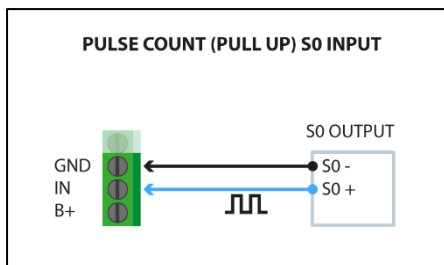 PULSE COUNT (PULL UP) S0 INPUT
S0 OUTPUT
GND
S0 -
IN
S0 +
B+